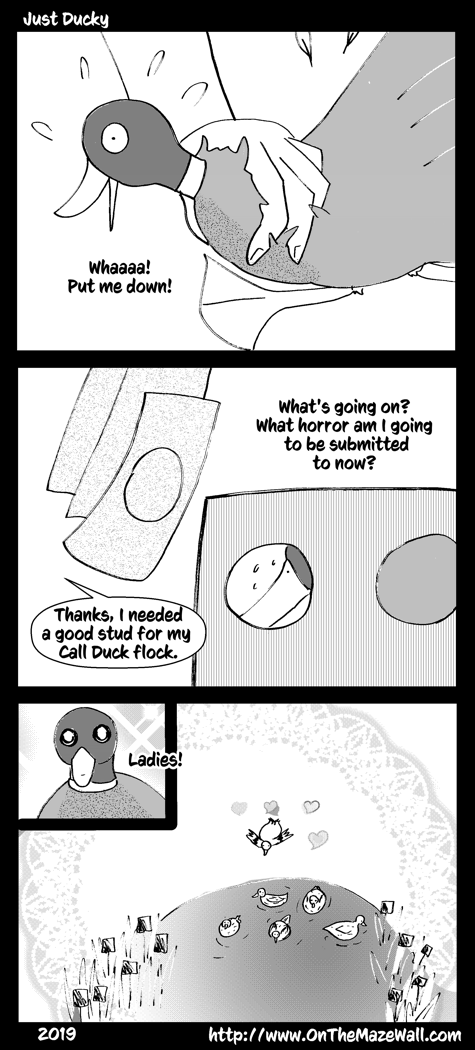 Just Ducky
Whaaaa!
Put me down!
What's going on?
What horror am I going
to be submitted
to now?
Thanks, I needed
a good stud for my
Call Duck flock.
Ladies!
2019
http://www.OnTheMazeWall.com